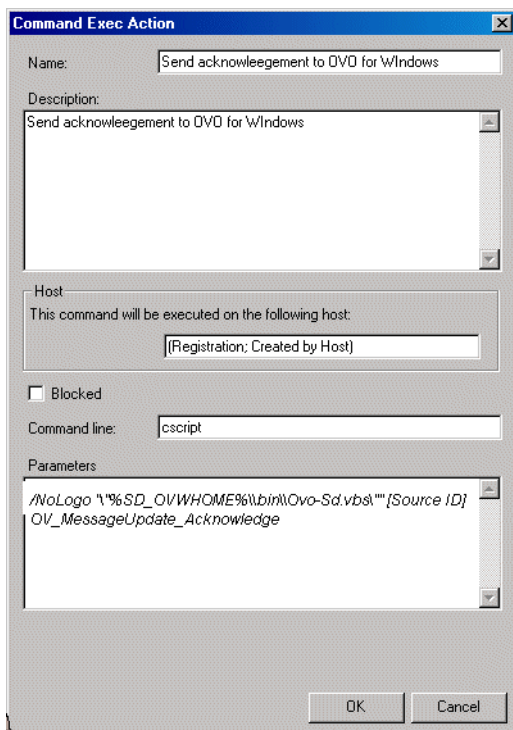 Command Exec Action
Name: Send acknowleegement to OVO for WIndows
Description:
Send acknowleegement to OVO for WIndows
Host
This command will be executed on the following host:
(Registration; Created by Host)
Blocked
Command line: cscript
Parameters
/NoLogo "\"%SD_OVWHOME%\\bin\\Ovo-Sd.vbs\"" [Source ID]
OV_MessageUpdate_Acknowledge
OK Cancel